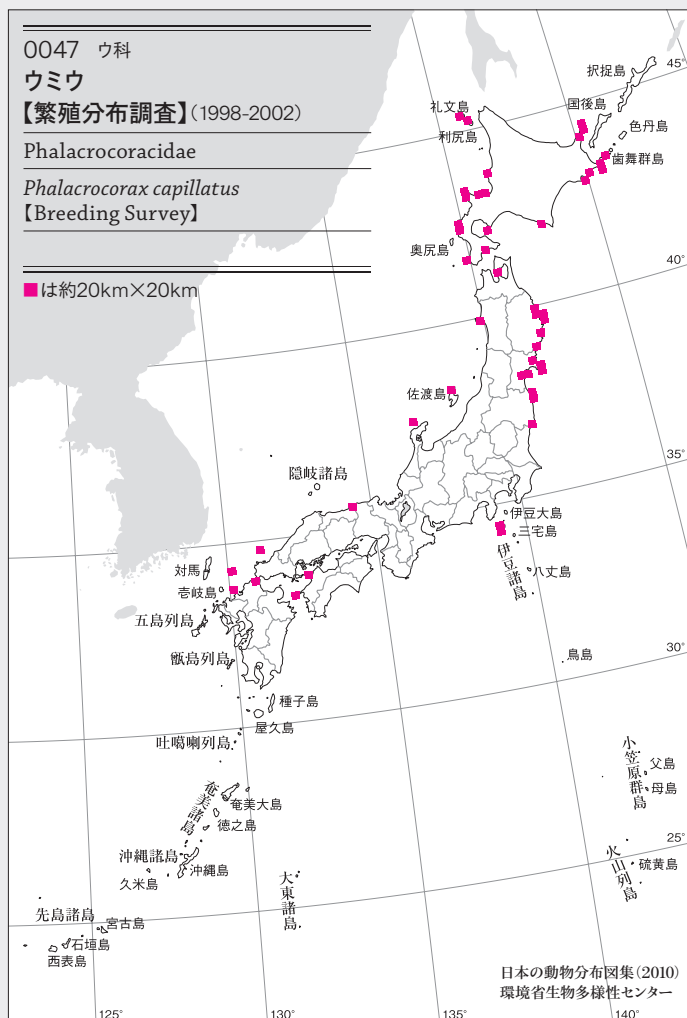 0047 ウ科
ウミウ
【繁殖分布調査】(1998-2002)
Phalacrocoracidae
Phalacrocorax capillatus
【Breeding Survey】
■は約20km×20km
択捉島
45°
礼文島
国後島
利尻島
色丹島
歯舞群島
奥尻島
40°
佐渡島
35°
隠岐諸島
伊豆大島
三宅島
対馬
伊豆諸島
八丈島
壱岐島
五島列島
甑島列島
鳥島
30°
種子島
屋久島
吐噶喇列島
小笠原群島
父島
母島
奄美諸島
奄美大島
徳之島
25°
沖縄諸島
沖縄島
久米島
大東諸島
火山列島
硫黄島
先島諸島
宮古島
石垣島
西表島
日本の動物分布図集(2010)
環境省生物多様性センター
125°
130°
135°
140°